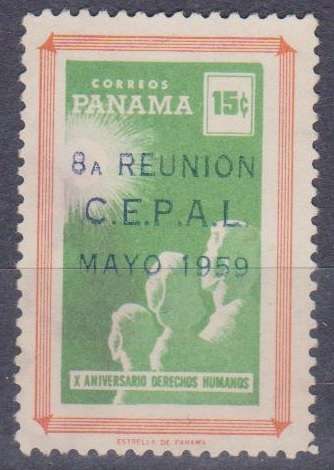 CORREOS
PANAMA
15¢
8A REUNION
C.E.P.A.L
MAYO 1959
X ANIVERSARIO DERECHOS HUMANOS
ESTRELLA DE PANAMA